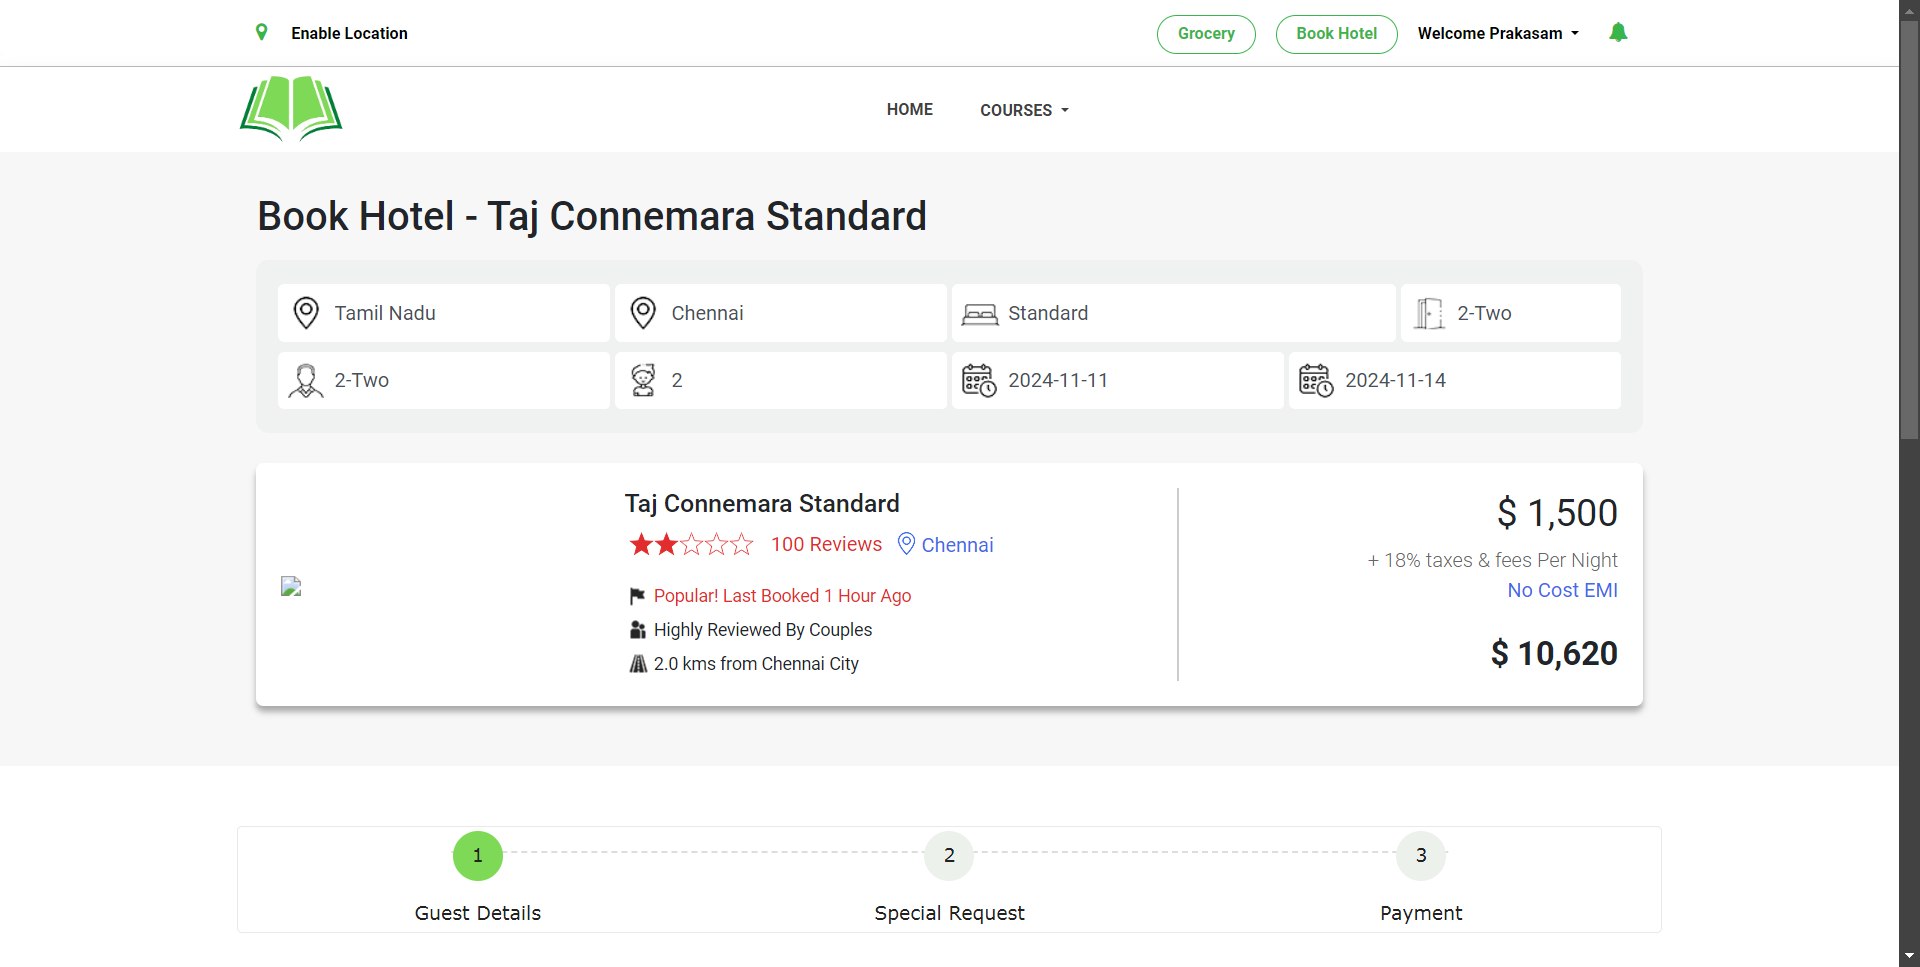 Enable Location
Grocery
Book Hotel
Welcome Prakasam
HOME
COURSES
Book Hotel - Taj Connemara Standard
Tamil Nadu
Chennai
Standard
2-Two
2-Two
2
2024-11-11
2024-11-14
Taj Connemara Standard
100 Reviews
Chennai
Popular! Last Booked 1 Hour Ago
Highly Reviewed By Couples
2.0 kms from Chennai City
$ 1,500
+ 18% taxes & fees Per Night
No Cost EMI
$ 10,620
1
2
3
Guest Details
Special Request
Payment